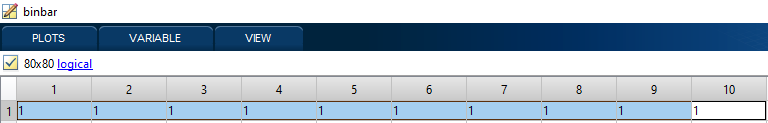 binbar
PLOTS VARIABLE VIEW
80x80 logical
1 2 3 4 5 6 7 8 9 10
1 1 1 1 1 1 1 1 1 1 1